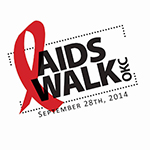 AIDS
WALK OKC
SEPTEMBER 28TH, 2014